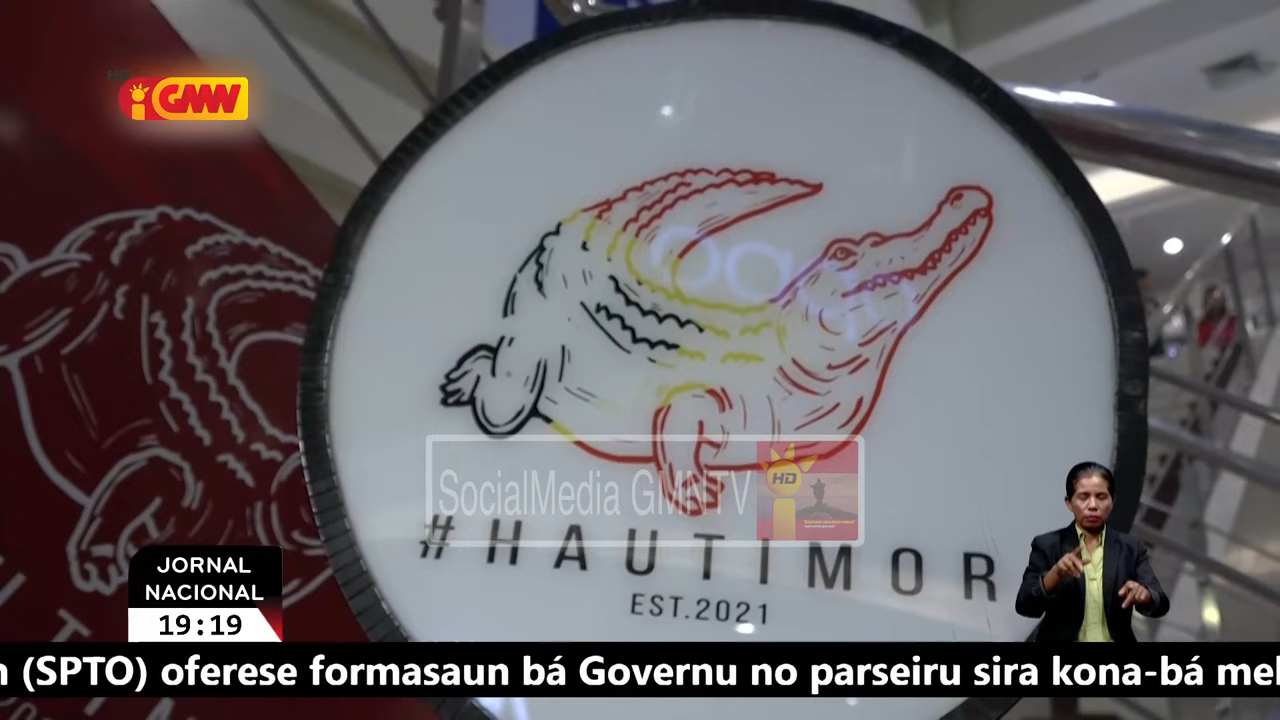 HD
GMN
#HAUTIMOR
EST.2021
SocialMedia GMNTV
HD
JORNAL
NACIONAL
19:19
(SPTO) oferese formasaun bá Governu no parseiru sira kona-bá